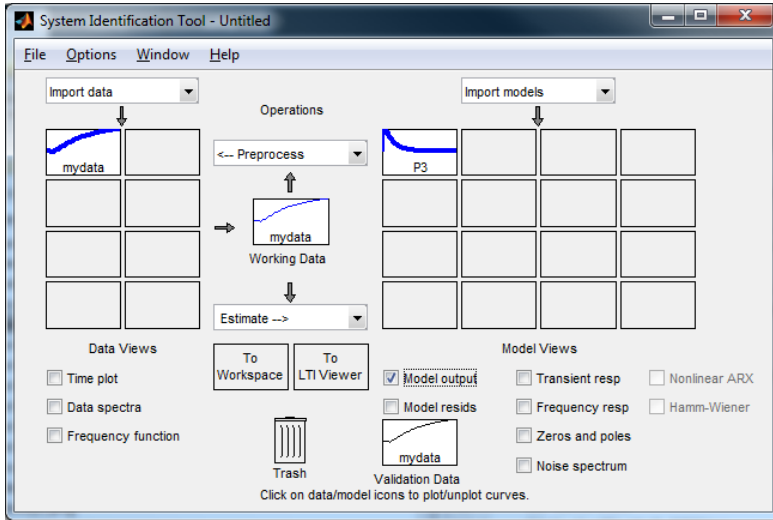 System Identification Tool - Untitled
File Options Window Help
Import data
Import models
Operations
mydata
<-- Preprocess
P3
mydata
Working Data
Estimate -->
Data Views
Model Views
To Workspace
To LTI Viewer
Time plot
Data spectra
Frequency function
Model output
Model resids
Transient resp
Frequency resp
Zeros and poles
Noise spectrum
Nonlinear ARX
Hamm-Wiener
Trash
mydata
Validation Data
Click on data/model icons to plot/unplot curves.